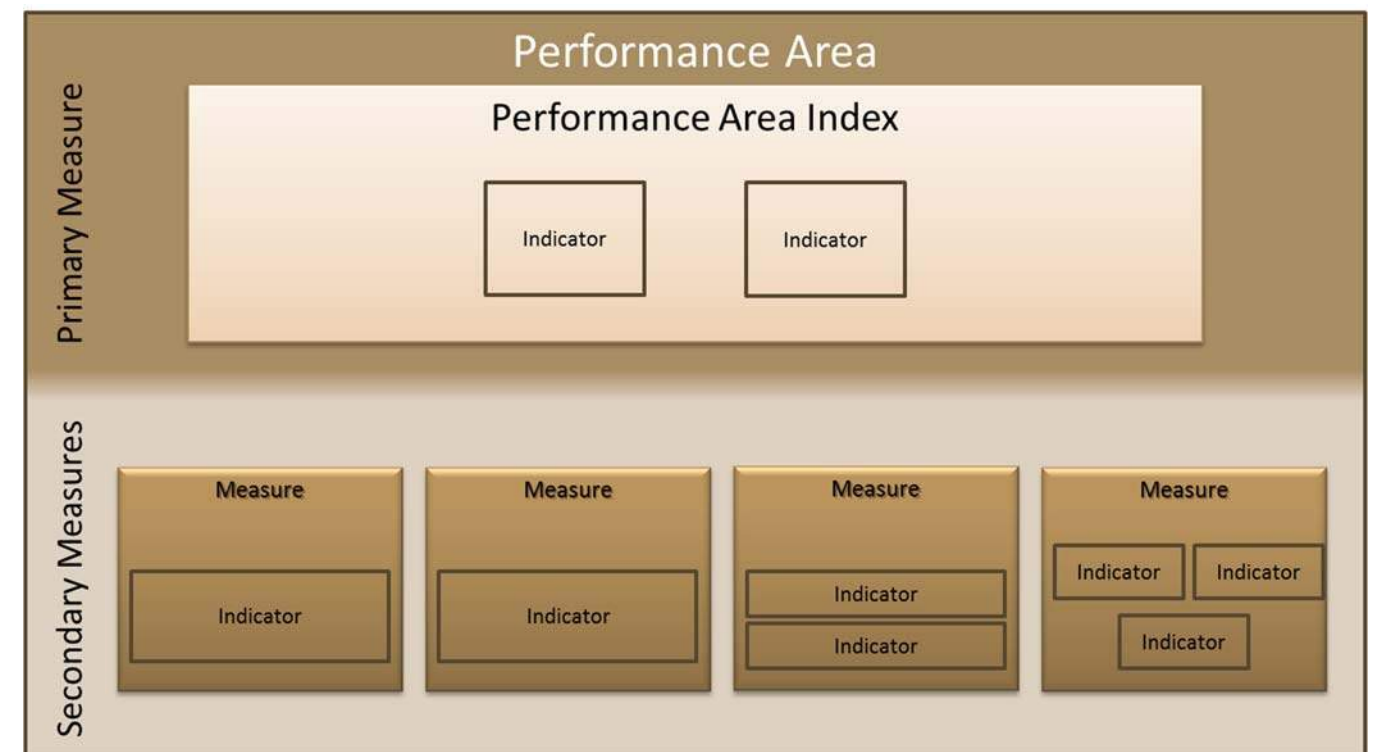 Performance Area
Primary Measure
Performance Area Index
Indicator
Indicator
Secondary Measures
Measure
Indicator
Measure
Indicator
Measure
Indicator
Indicator
Measure
Indicator
Indicator
Indicator